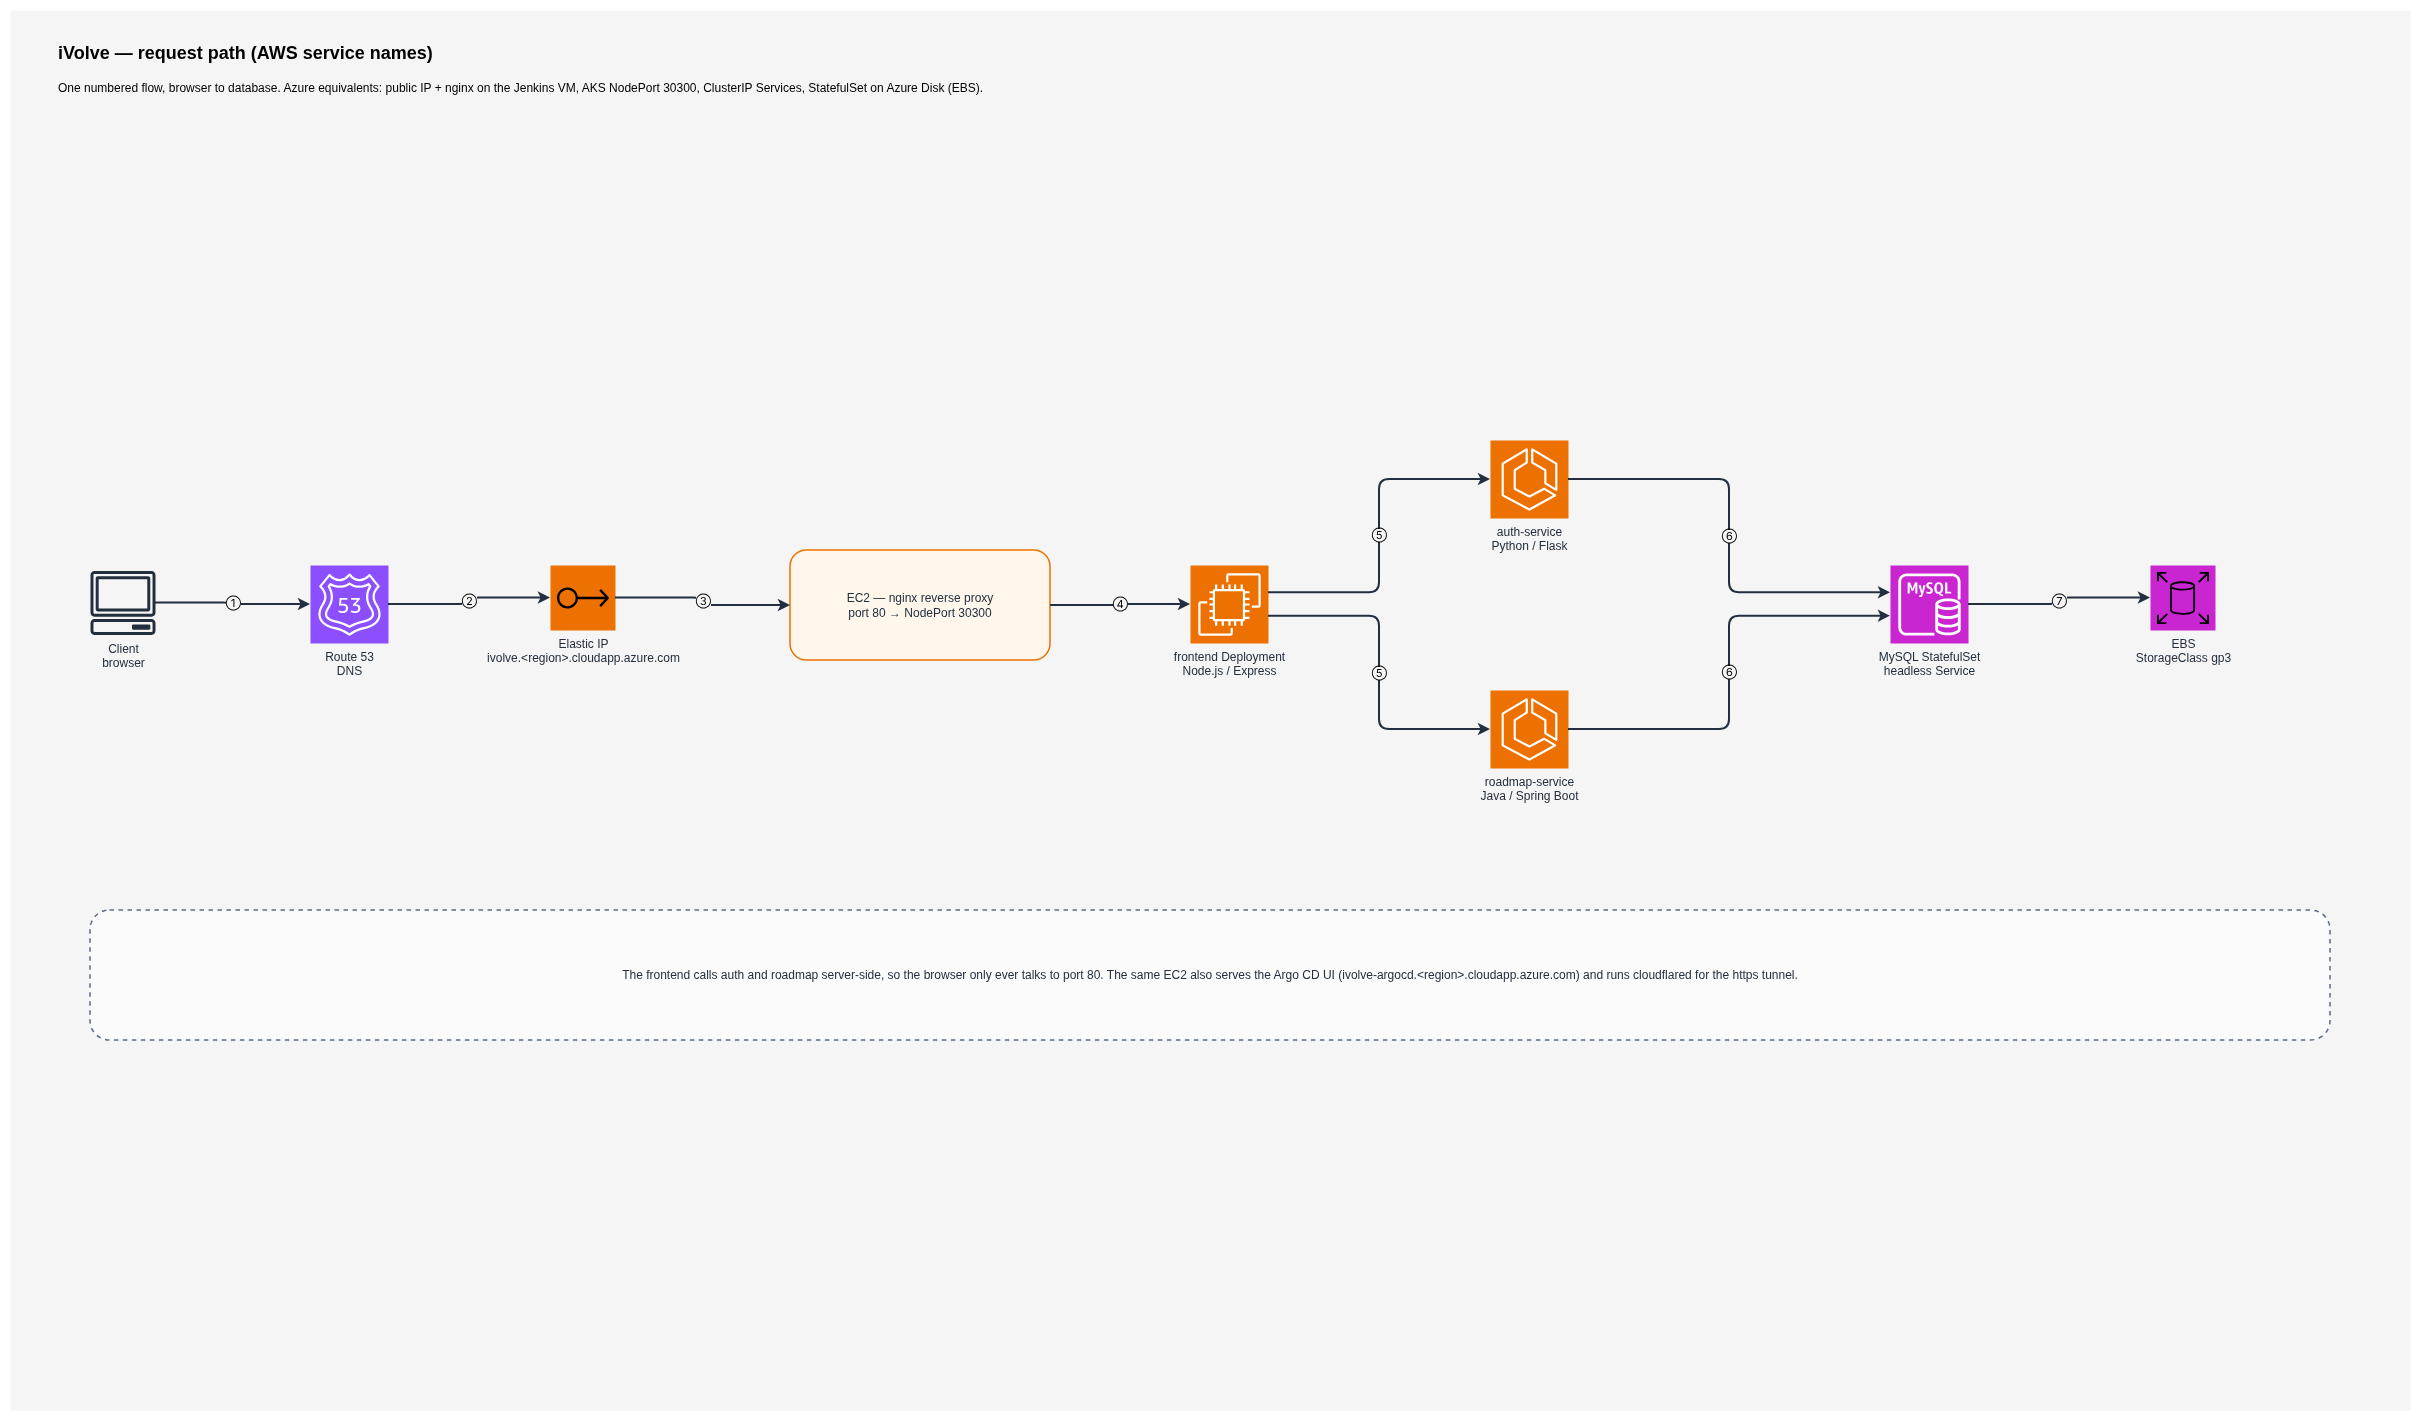 iVolve — request path (AWS service names)
One numbered flow, browser to database. Azure equivalents: public IP + nginx on the Jenkins VM, AKS NodePort 30300, ClusterIP Services, StatefulSet on Azure Disk (EBS).
1
Client
browser
53
Route 53
DNS
2
Elastic IP
ivolve.<region>.cloudapp.azure.com
3
EC2 — nginx reverse proxy
port 80 → NodePort 30300
4
frontend Deployment
Node.js / Express
5
5
auth-service
Python / Flask
roadmap-service
Java / Spring Boot
6
6
MySQL
MySQL StatefulSet
headless Service
7
EBS
StorageClass gp3
The frontend calls auth and roadmap server-side, so the browser only ever talks to port 80. The same EC2 also serves the Argo CD UI (ivolve-argocd.<region>.cloudapp.azure.com) and runs cloudflared for the https tunnel.